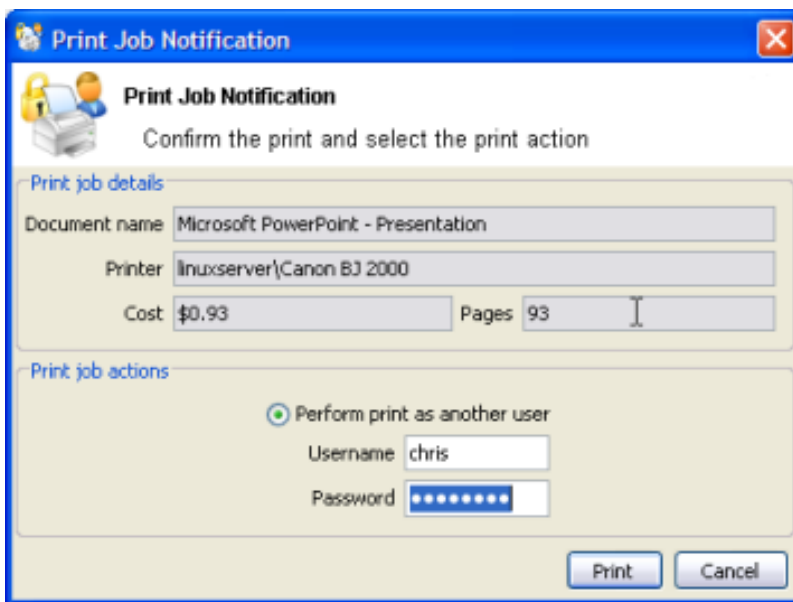 Print Job Notification
Print Job Notification
Confirm the print and select the print action
Print job details
Document name Microsoft PowerPoint - Presentation
Printer linuxserver\Canon BJ 2000
Cost $0.93 Pages 93
Print job actions
Perform print as another user
Username chris
Password ••••••••
Print Cancel